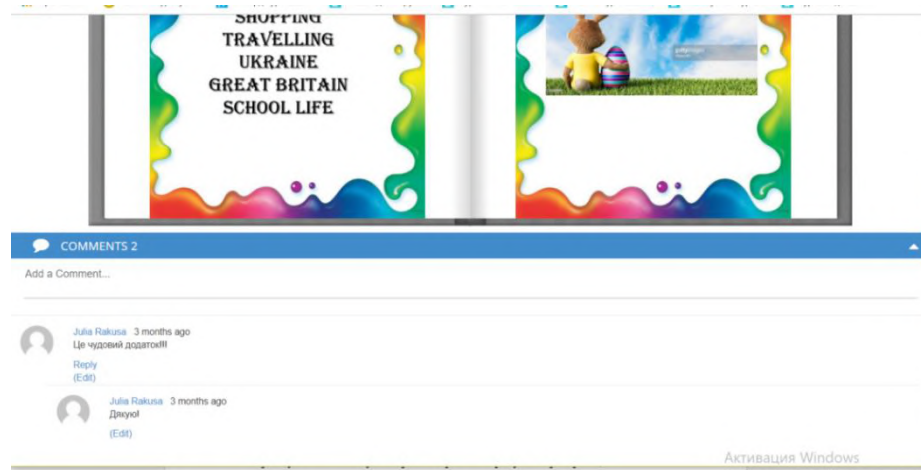 SHOPPING
TRAVELLING
UKRAINE
GREAT BRITAIN
SCHOOL LIFE
COMMENTS 2
Add a Comment...
Julia Rakusa 3 months ago
Це чудовий додаток!!!
Reply
(Edit)
Julia Rakusa 3 months ago
Дякую!
(Edit)
Активация Windows